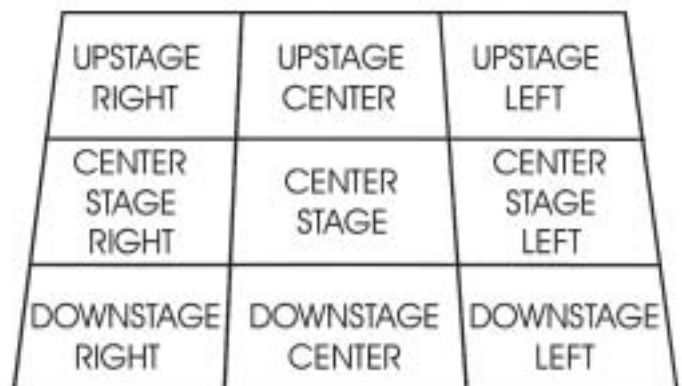 UPSTAGE
RIGHT
UPSTAGE
CENTER
UPSTAGE
LEFT
CENTER
STAGE
RIGHT
CENTER
STAGE
CENTER
STAGE
LEFT
DOWNSTAGE
RIGHT
DOWNSTAGE
CENTER
DOWNSTAGE
LEFT